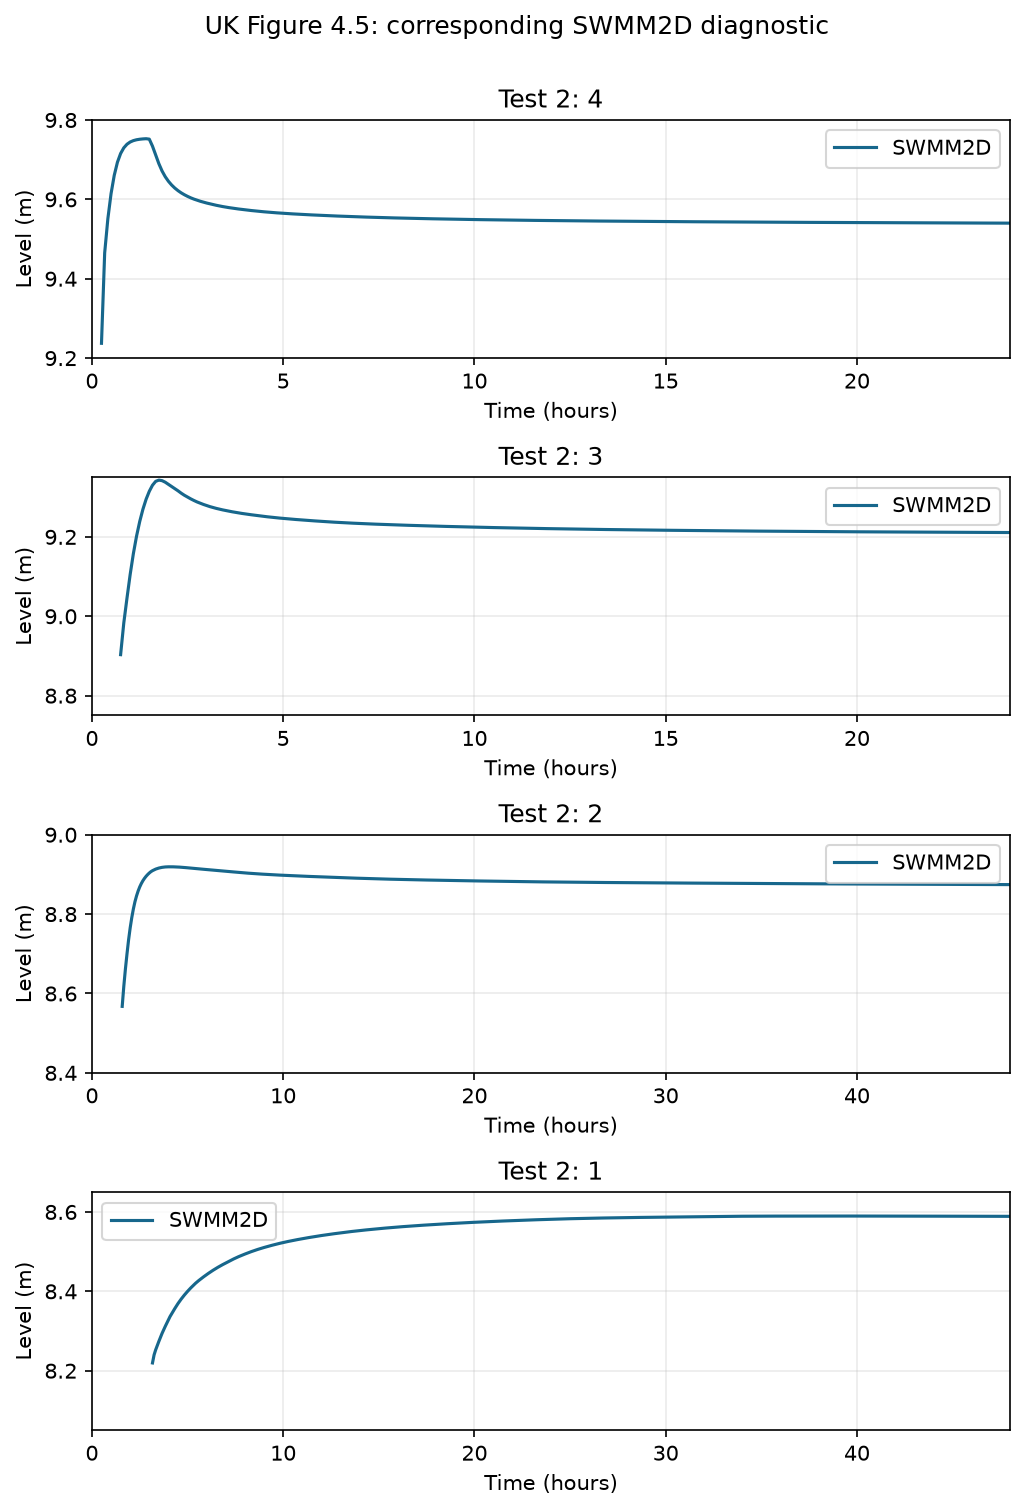 UK Figure 4.5: corresponding SWMM2D diagnostic
Test 2: 4
9.8
9.6
9.4
9.2
Level (m)
SWMM2D
0 5 10 15 20
Time (hours)
Test 2: 3
9.2
9.0
8.8
Level (m)
SWMM2D
0 5 10 15 20
Time (hours)
Test 2: 2
9.0
8.8
8.6
8.4
Level (m)
SWMM2D
0 10 20 30 40
Time (hours)
Test 2: 1
8.6
8.4
8.2
Level (m)
SWMM2D
0 10 20 30 40
Time (hours)